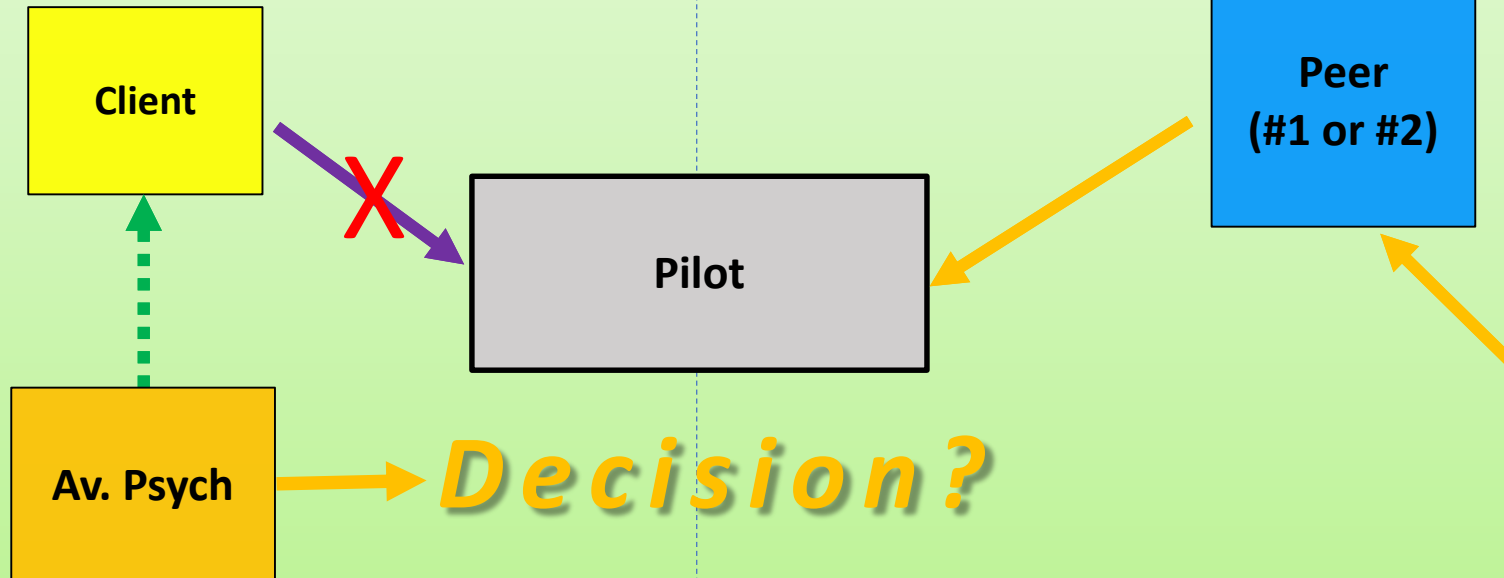 Client
Peer
(#1 or #2)
X
Pilot
Av. Psych
Decision?